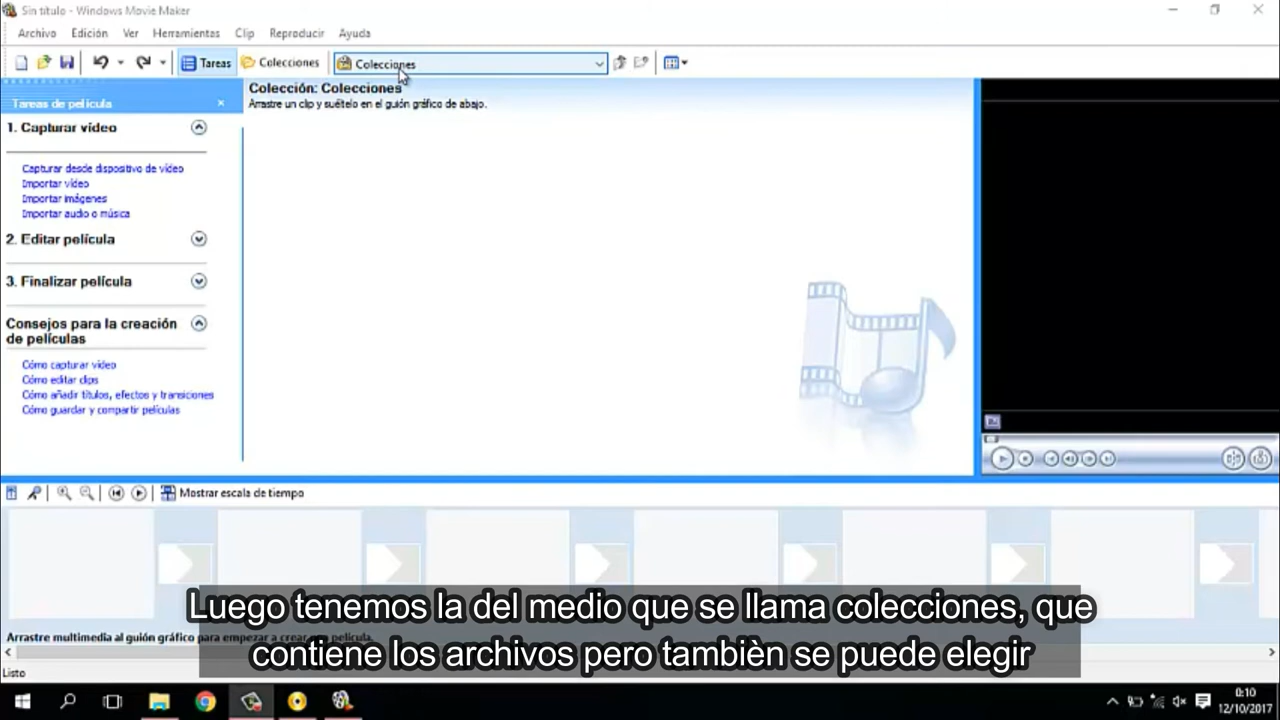 Sin título - Windows Movie Maker
Archivo Edición Ver Herramientas Clip Reproducir Ayuda
Tareas Colecciones Colecciones
Tareas de película
Colección: Colecciones
Arrastre un clip y suéltelo en el guión gráfico de abajo.
1. Capturar vídeo
Capturar desde dispositivo de vídeo
Importar vídeo
Importar imágenes
Importar audio o música
2. Editar película
3. Finalizar película
Consejos para la creación
de películas
Cómo capturar vídeo
Cómo editar clips
Cómo añadir títulos, efectos y transiciones
Cómo guardar y compartir películas
Mostrar escala de tiempo
Luego tenemos la del medio que se llama colecciones, que
Arrastre multimedia al guión gráfico para empezar a crear una película.
contiene los archivos pero tambièn se puede elegir
Listo
0:10
12/10/2017